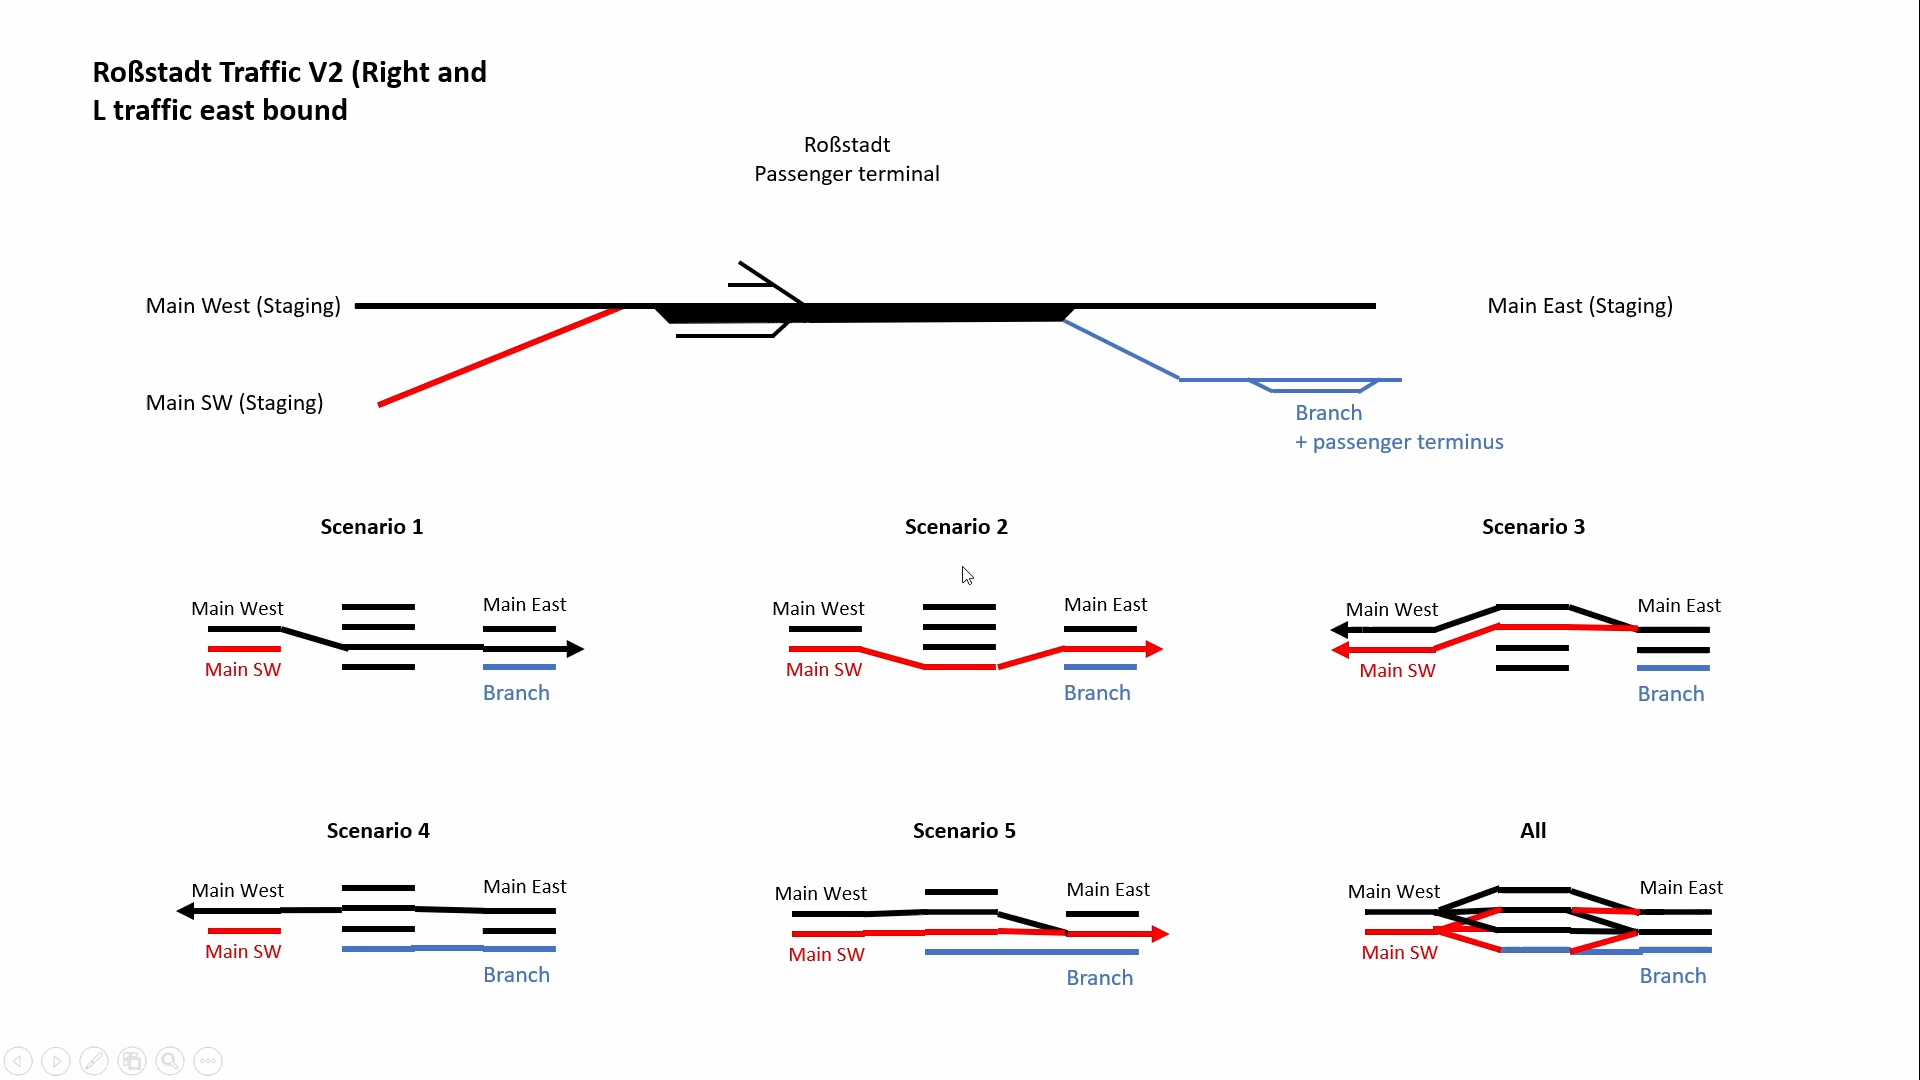 Roßstadt Traffic V2 (Right and
L traffic east bound
Roßstadt
Passenger terminal
Main West (Staging)
Main East (Staging)
Main SW (Staging)
Branch
+ passenger terminus
Scenario 1
Scenario 2
Scenario 3
Main West
Main East
Main SW
Branch
Main West
Main East
Main SW
Branch
Main West
Main East
Main SW
Branch
Scenario 4
Scenario 5
All
Main West
Main East
Main SW
Branch
Main West
Main East
Main SW
Branch
Main West
Main East
Main SW
Branch